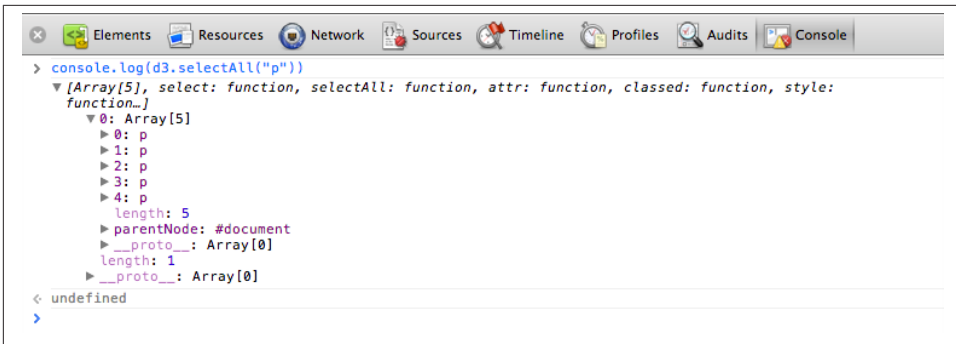 Elements Resources Network Sources Timeline Profiles Audits Console
> console.log(d3.selectAll("p"))
▼ [Array[5], select: function, selectAll: function, attr: function, classed: function, style:
function…]
▼ 0: Array[5]
▶ 0: p
▶ 1: p
▶ 2: p
▶ 3: p
▶ 4: p
length: 5
▶ parentNode: #document
▶ __proto__: Array[0]
length: 1
▶ __proto__: Array[0]
undefined
>